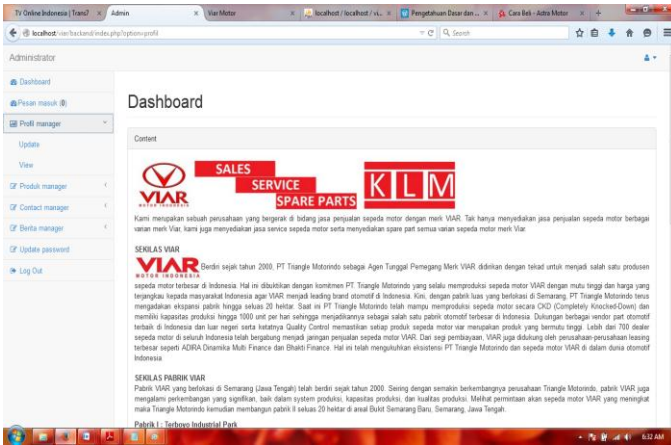 TV Online Indonesia | Trans7
Admin
Viar Motor
localhost / localhost / vi...
Pengetahuan Dasar dan ...
Cara Beli - Astra Motor
localhost/viar/backand/index.php?option=profil
Search
Administrator
Dashboard
Pesan masuk (0)
Profil manager
Update
View
Produk manager
Contact manager
Berita manager
Update password
Log Out
Dashboard
Content
VIAR
MOTOR INDONESIA
SALES
SERVICE
SPARE PARTS
KLM
Kami merupakan sebuah perusahaan yang bergerak di bidang jasa penjualan sepeda motor dengan merk VIAR. Tak hanya menyediakan jasa penjualan sepeda motor berbagai
varian merk Viar, kami juga menyediakan jasa service sepeda motor serta menyediakan spare part semua varian sepeda motor merk Viar.
SEKILAS VIAR
VIAR
MOTOR INDONESIA
Berdiri sejak tahun 2000, PT Triangle Motorindo sebagai Agen Tunggal Pemegang Merk VIAR didirikan dengan tekad untuk menjadi salah satu produsen
sepeda motor terbesar di Indonesia. Hal ini dibuktikan dengan komitmen PT. Triangle Motorindo yang selalu memproduksi sepeda motor VIAR dengan mutu tinggi dan harga yang
terjangkau kepada masyarakat Indonesia agar VIAR menjadi leading brand otomotif di Indonesia. Kini, dengan pabrik luas yang berlokasi di Semarang, PT Triangle Motorindo terus
mengadakan ekspansi pabrik hingga seluas 20 hektar. Saat ini PT Triangle Motorindo telah mampu memproduksi sepeda motor secara CKD (Completely Knocked-Down) dan
memiliki kapasitas produksi hingga 1000 unit per hari sehingga menjadikannya sebagai salah satu pabrik otomotif terbesar di Indonesia. Dukungan berbagai vendor part otomotif
terbaik di Indonesia dan luar negeri serta ketatnya Quality Control memastikan setiap produk sepeda motor viar merupakan produk yang bermutu tinggi. Lebih dari 700 dealer
sepeda motor di seluruh Indonesia telah bergabung menjadi jaringan penjualan sepeda motor VIAR. Dari segi pembiayaan, VIAR juga didukung oleh perusahaan-perusahaan leasing
terbesar seperti ADIRA Dinamika Multi Finance dan Bhakti Finance. Hal ini telah mengukuhkan eksistensi PT Triangle Motorindo dan sepeda motor VIAR di dalam dunia otomotif
Indonesia
SEKILAS PABRIK VIAR
Pabrik VIAR yang berlokasi di Semarang (Jawa Tengah) telah berdiri sejak tahun 2000. Seiring dengan semakin berkembangnya perusahaan Triangle Motorindo, pabrik VIAR juga
mengalami perkembangan yang signifikan, baik dalam system produksi, kapasitas produksi, dan kualitas produksi. Melihat permintaan akan sepeda motor VIAR yang meningkat
maka Triangle Motorindo kemudian membangun pabrik II seluas 20 hektar di areal Bukit Semarang Baru, Semarang, Jawa Tengah.
Pabrik I : Terboyo Industrial Park
6:32 AM